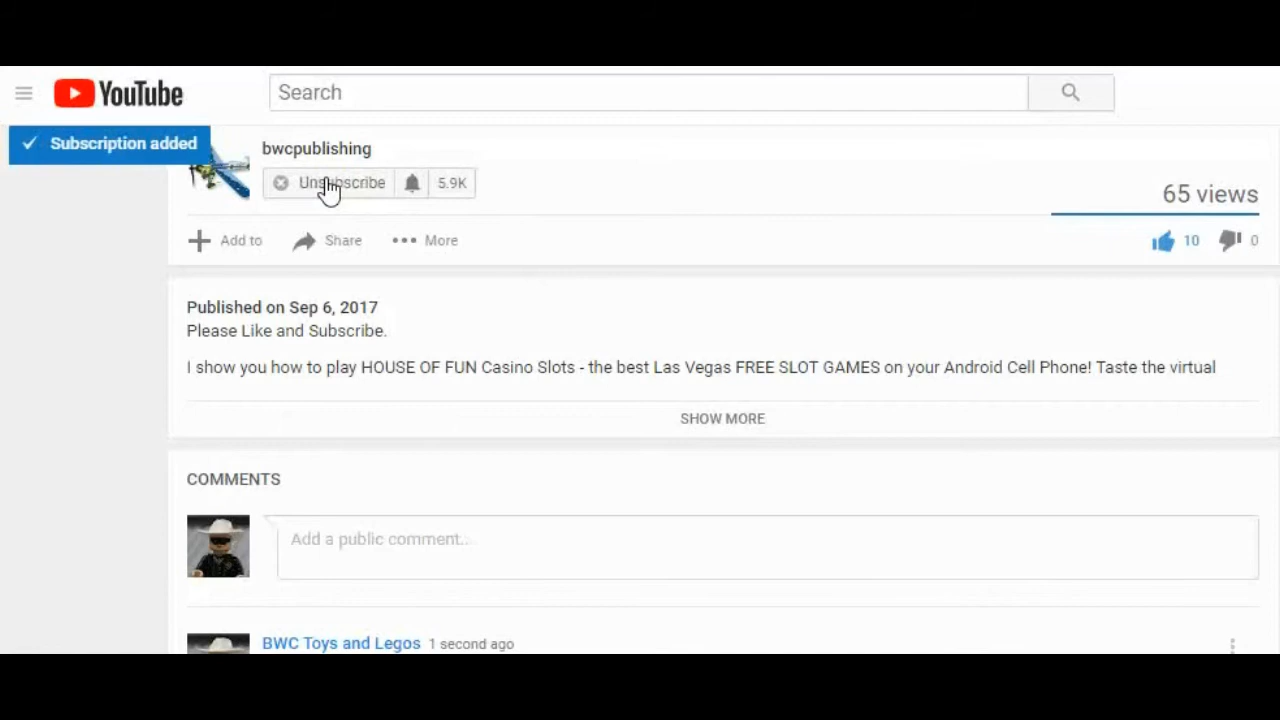 YouTube
Search
Subscription added
bwcpublishing
Unsubscribe
5.9K
65 views
Add to
Share
More
10
0
Published on Sep 6, 2017
Please Like and Subscribe.
I show you how to play HOUSE OF FUN Casino Slots - the best Las Vegas FREE SLOT GAMES on your Android Cell Phone! Taste the virtual
SHOW MORE
COMMENTS
Add a public comment...
BWC Toys and Legos 1 second ago